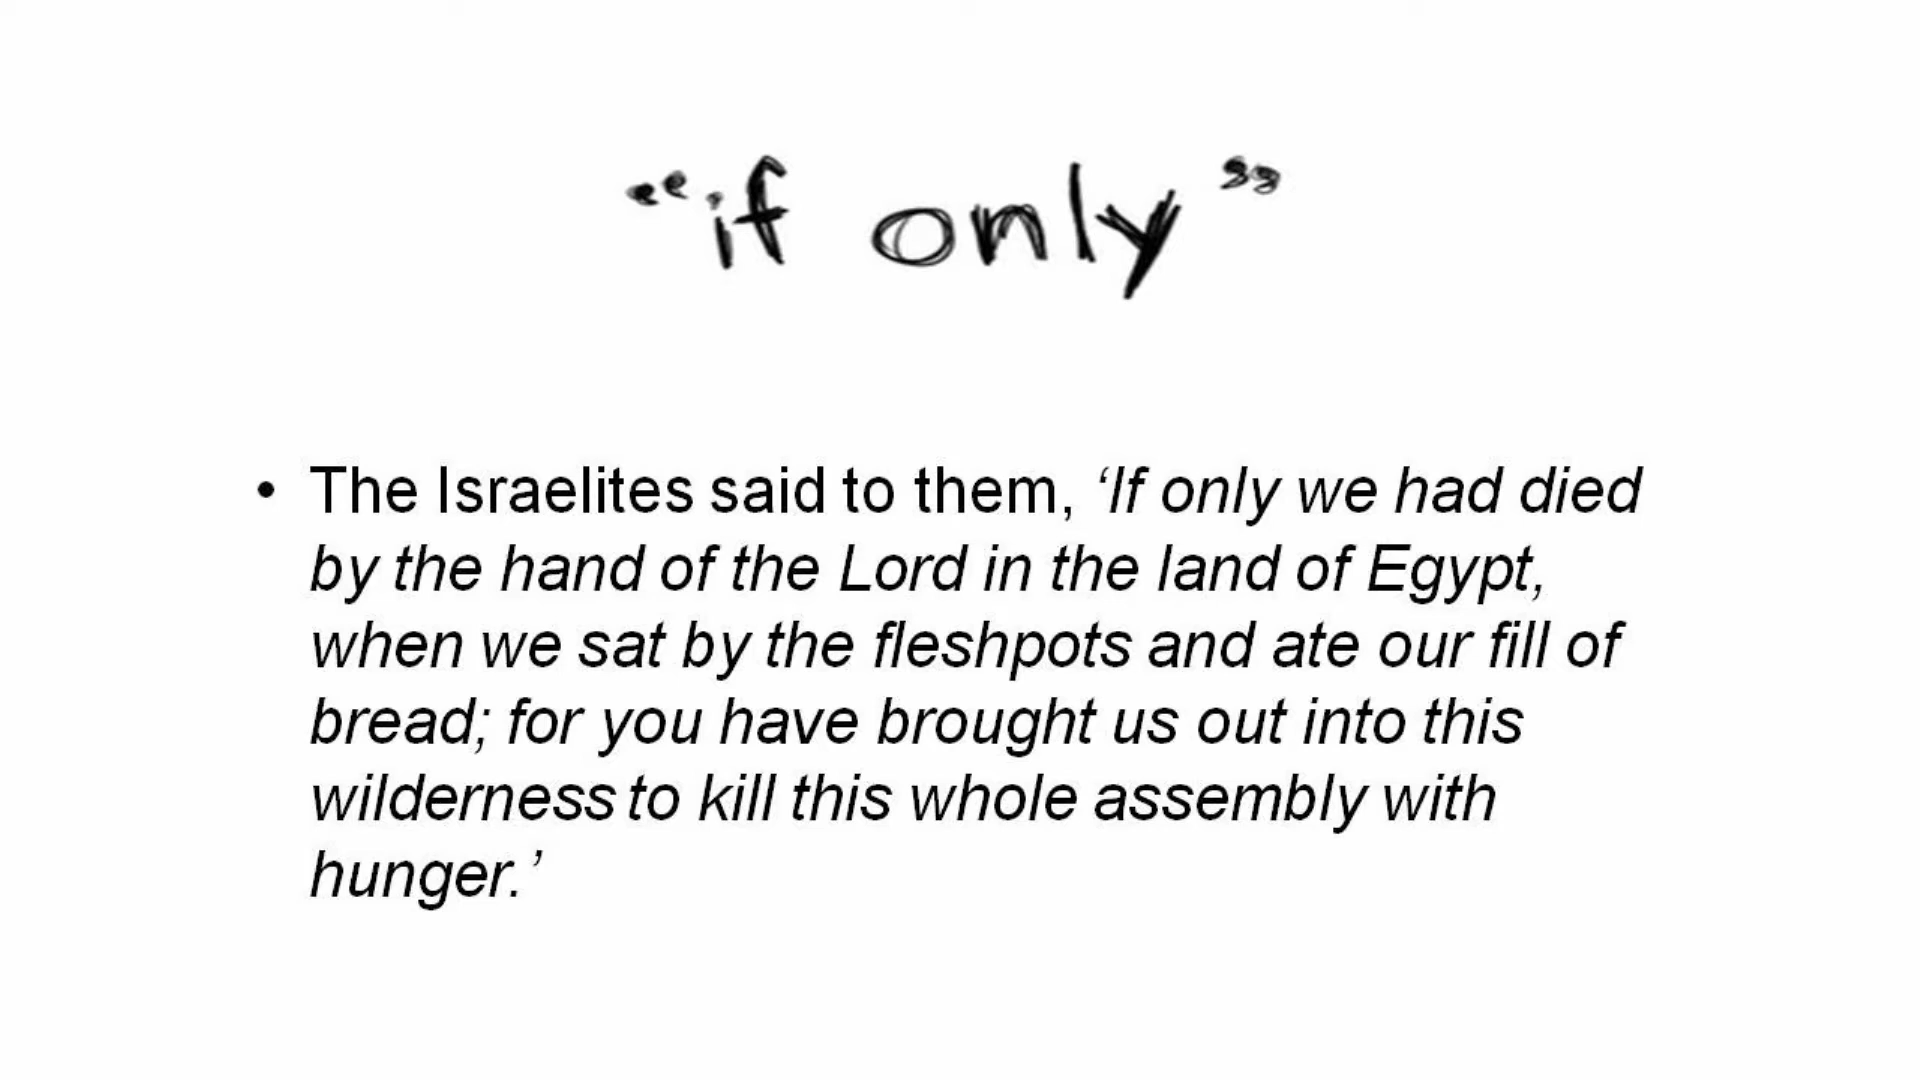 “if only”
• The Israelites said to them, ‘If only we had died
by the hand of the Lord in the land of Egypt,
when we sat by the fleshpots and ate our fill of
bread; for you have brought us out into this
wilderness to kill this whole assembly with
hunger.’